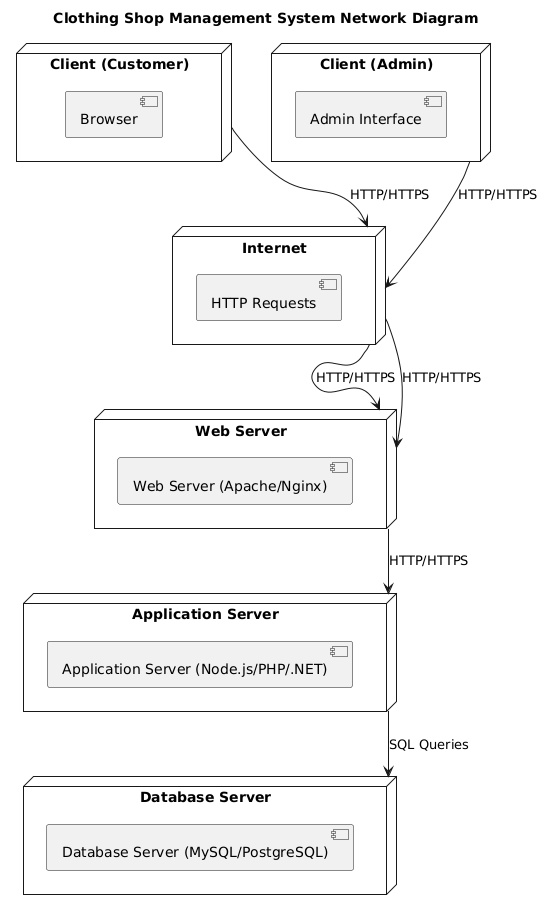 Clothing Shop Management System Network Diagram
Client (Customer)
Browser
Client (Admin)
Admin Interface
HTTP/HTTPS
HTTP/HTTPS
Internet
HTTP Requests
HTTP/HTTPS
HTTP/HTTPS
Web Server
Web Server (Apache/Nginx)
HTTP/HTTPS
Application Server
Application Server (Node.js/PHP/.NET)
SQL Queries
Database Server
Database Server (MySQL/PostgreSQL)